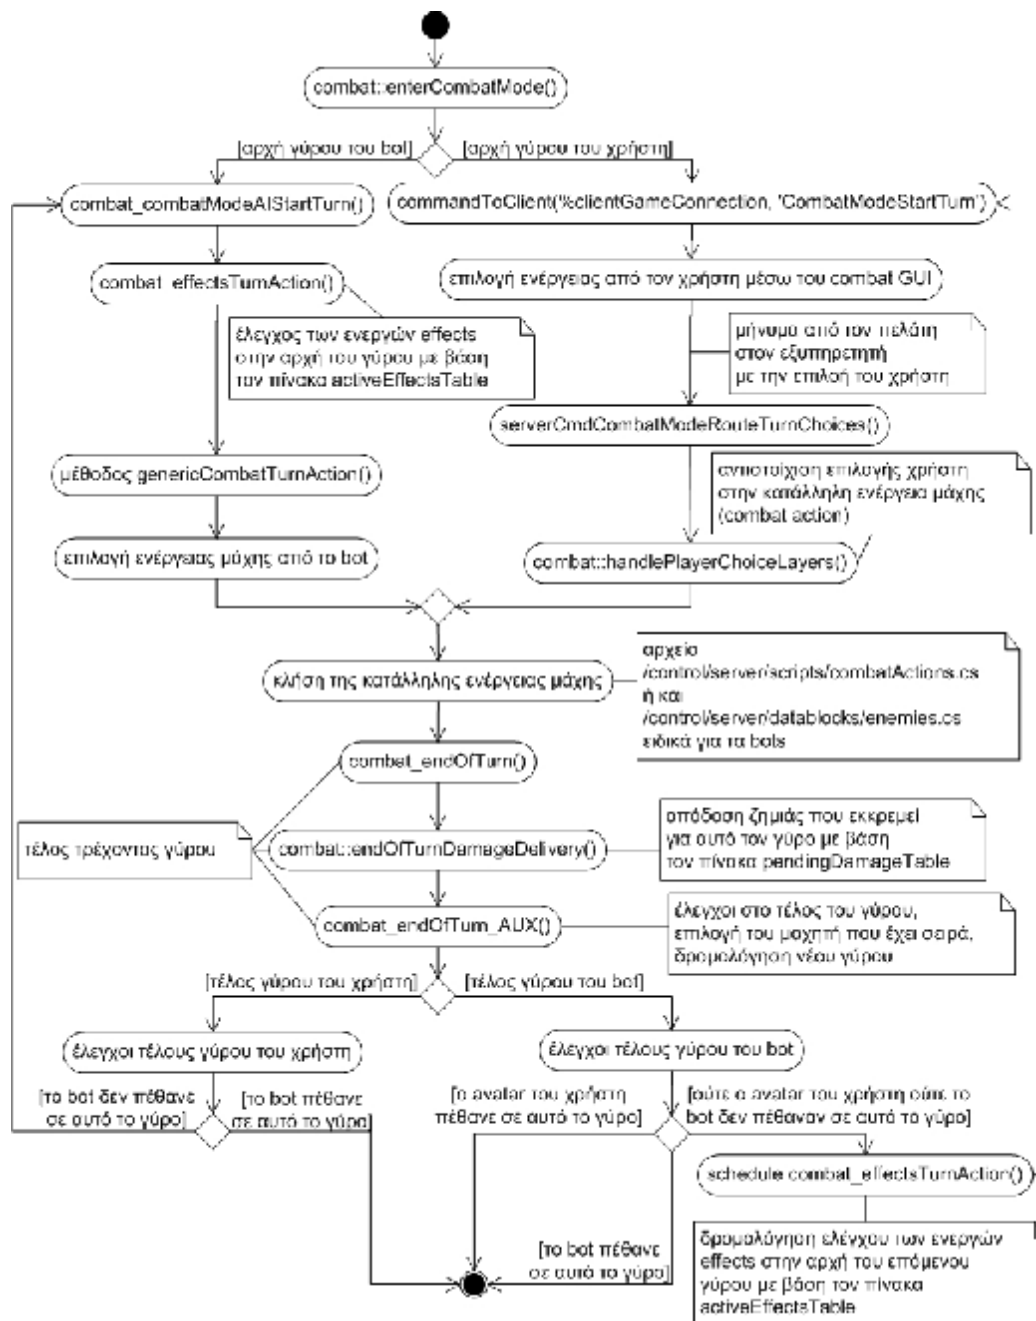 combat::enterCombatMode()
[αρχή γύρου του bot]
[αρχή γύρου του χρήστη]
combat_combatModeAIStartTurn()
commandToClient('%clientGameConnection, 'CombatModeStartTurn')
combat_effectsTurnAction()
επιλογή ενέργειας από τον χρήστη μέσω του combat GUI
έλεγχος των ενεργών effects
στην αρχή του γύρου με βάση
τον πίνακα activeEffectsTable
μήνυμα από τον πελάτη
στον εξυπηρετητή
με την επιλοή του χρήστη
serverCmdCombatModeRouteTurnChoices()
μέθοδος genericCombatTurnAction()
αντιστοίχιση επιλογής χρήστη
στην κατάλληλη ενέργεια μάχης
(combat action)
επιλογή ενέργειας μάχης από το bot
combat::handlePlayerChoiceLayers()
κλήση της κατάλληλης ενέργειας μάχης
αρχείο
/control/server/scripts/combatActions.cs
ή και
/control/server/datablocks/enemies.cs
ειδικά για τα bots
combat_endOfTurn()
τέλος τρέχοντας γύρου
combat::endOfTurnDamageDelivery()
απόδοση ζημιάς που εκκρεμεί
για αυτό τον γύρο με βάση
τον πίνακα pendingDamageTable
combat_endOfTurn_AUX()
έλεγχοι στο τέλος του γύρου,
επιλογή του μαχητή που έχει σειρά,
δρομολόγηση νέου γύρου
[τέλος γύρου του χρήστη]
[τέλος γύρου του bot]
έλεγχοι τέλους γύρου του χρήστη
έλεγχοι τέλους γύρου του bot
[το bot δεν πέθανε
σε αυτό το γύρο]
[το bot πέθανε
σε αυτό το γύρο]
[ο avatar του χρήστη
πέθανε σε αυτό το γύρο]
[ούτε ο avatar του χρήστη ούτε το
bot δεν πέθαναν σε αυτό το γύρο]
schedule combat_effectsTurnAction()
[το bot πέθανε
σε αυτό το γύρο]
δρομολόγηση ελέγχου των ενεργών
effects στην αρχή του επόμενου
γύρου με βάση τον πίνακα
activeEffectsTable